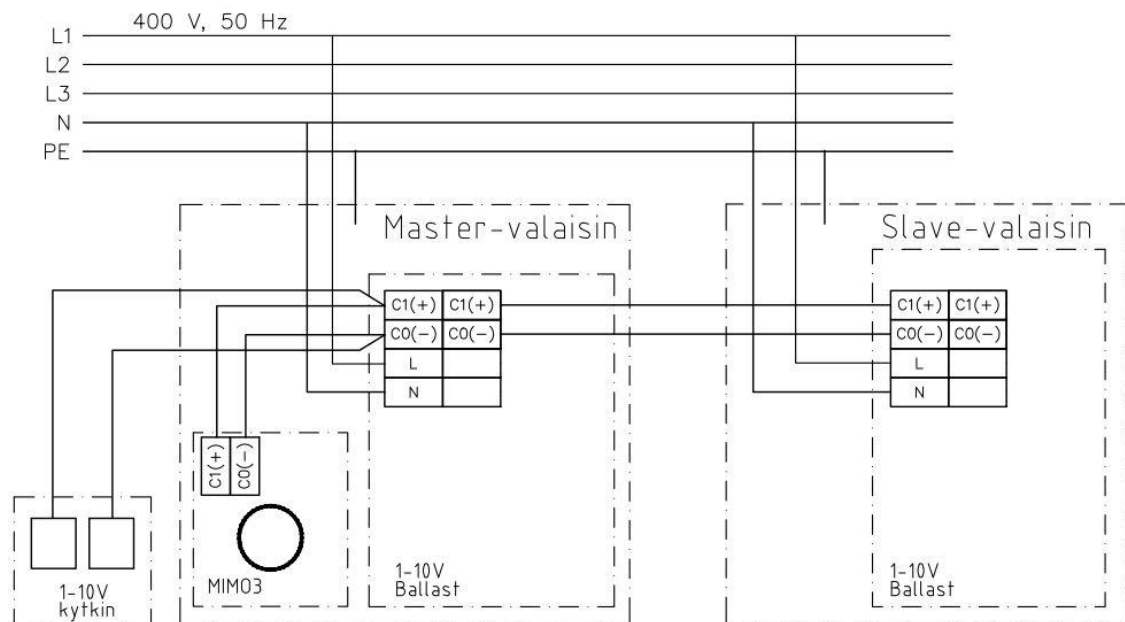 400 V, 50 Hz
L1
L2
L3
N
PE
Master-valaisin
Slave-valaisin
C1(+) C1(+)
C0(-) C0(-)
L
N
C1(+) C1(+)
C0(-) C0(-)
L
N
C1(+)
C0(-)
MIMO3
1-10V
kytkin
1-10V
Ballast
1-10V
Ballast